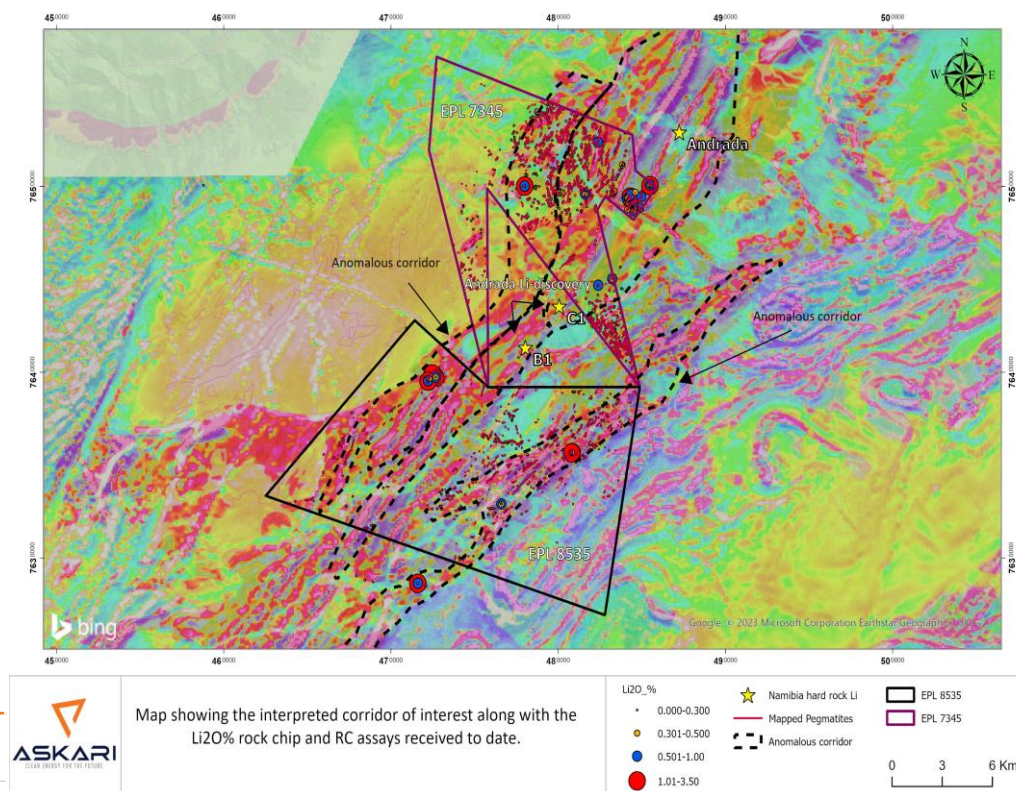 450000 460000 470000 480000 490000 500000
N
W E
S
EPL 7345
Andrada
7650000 7650000
Anomalous corridor
Andrada Li-discovery
C1
Anomalous corridor
B1
7640000 7640000
EPL 8535
7630000 7630000
bing
Google, © 2023 Microsoft Corporation Earthstar Geographics
450000 460000 470000 480000 490000 500000
ASKARI
CLEAN ENERGY FOR THE FUTURE
Map showing the interpreted corridor of interest along with the
Li2O% rock chip and RC assays received to date.
Li2O_%
0.000-0.300
0.301-0.500
0.501-1.00
1.01-3.50
Namibia hard rock Li
Mapped Pegmatites
Anomalous corridor
EPL 8535
EPL 7345
0 3 6 Km